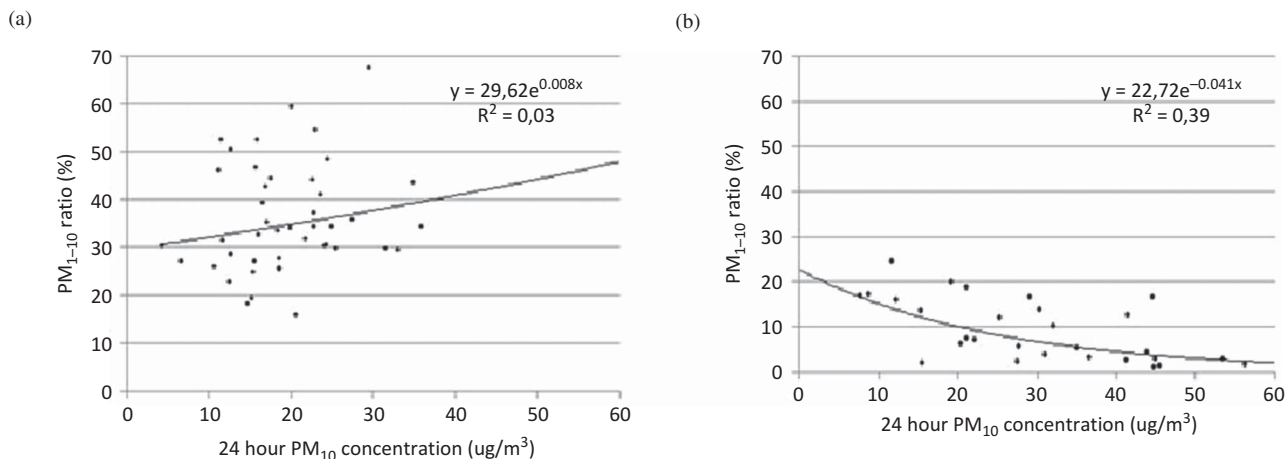 (a)
70
60
50
40
30
20
10
0
PM1–10 ratio (%)
y = 29,62e^0.008x
R² = 0,03
0 10 20 30 40 50 60
24 hour PM10 concentration (ug/m³)
(b)
70
60
50
40
30
20
10
0
PM1–10 ratio (%)
y = 22,72e^–0.041x
R² = 0,39
0 10 20 30 40 50 60
24 hour PM10 concentration (ug/m³)